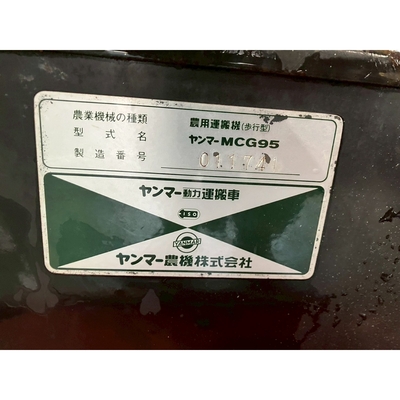 農業機械の種類 農用運搬機(歩行型)
型式名 ヤンマーMCG95
製造番号
ヤンマー動力運搬車
ISO
YANMAR
ヤンマー農機株式会社